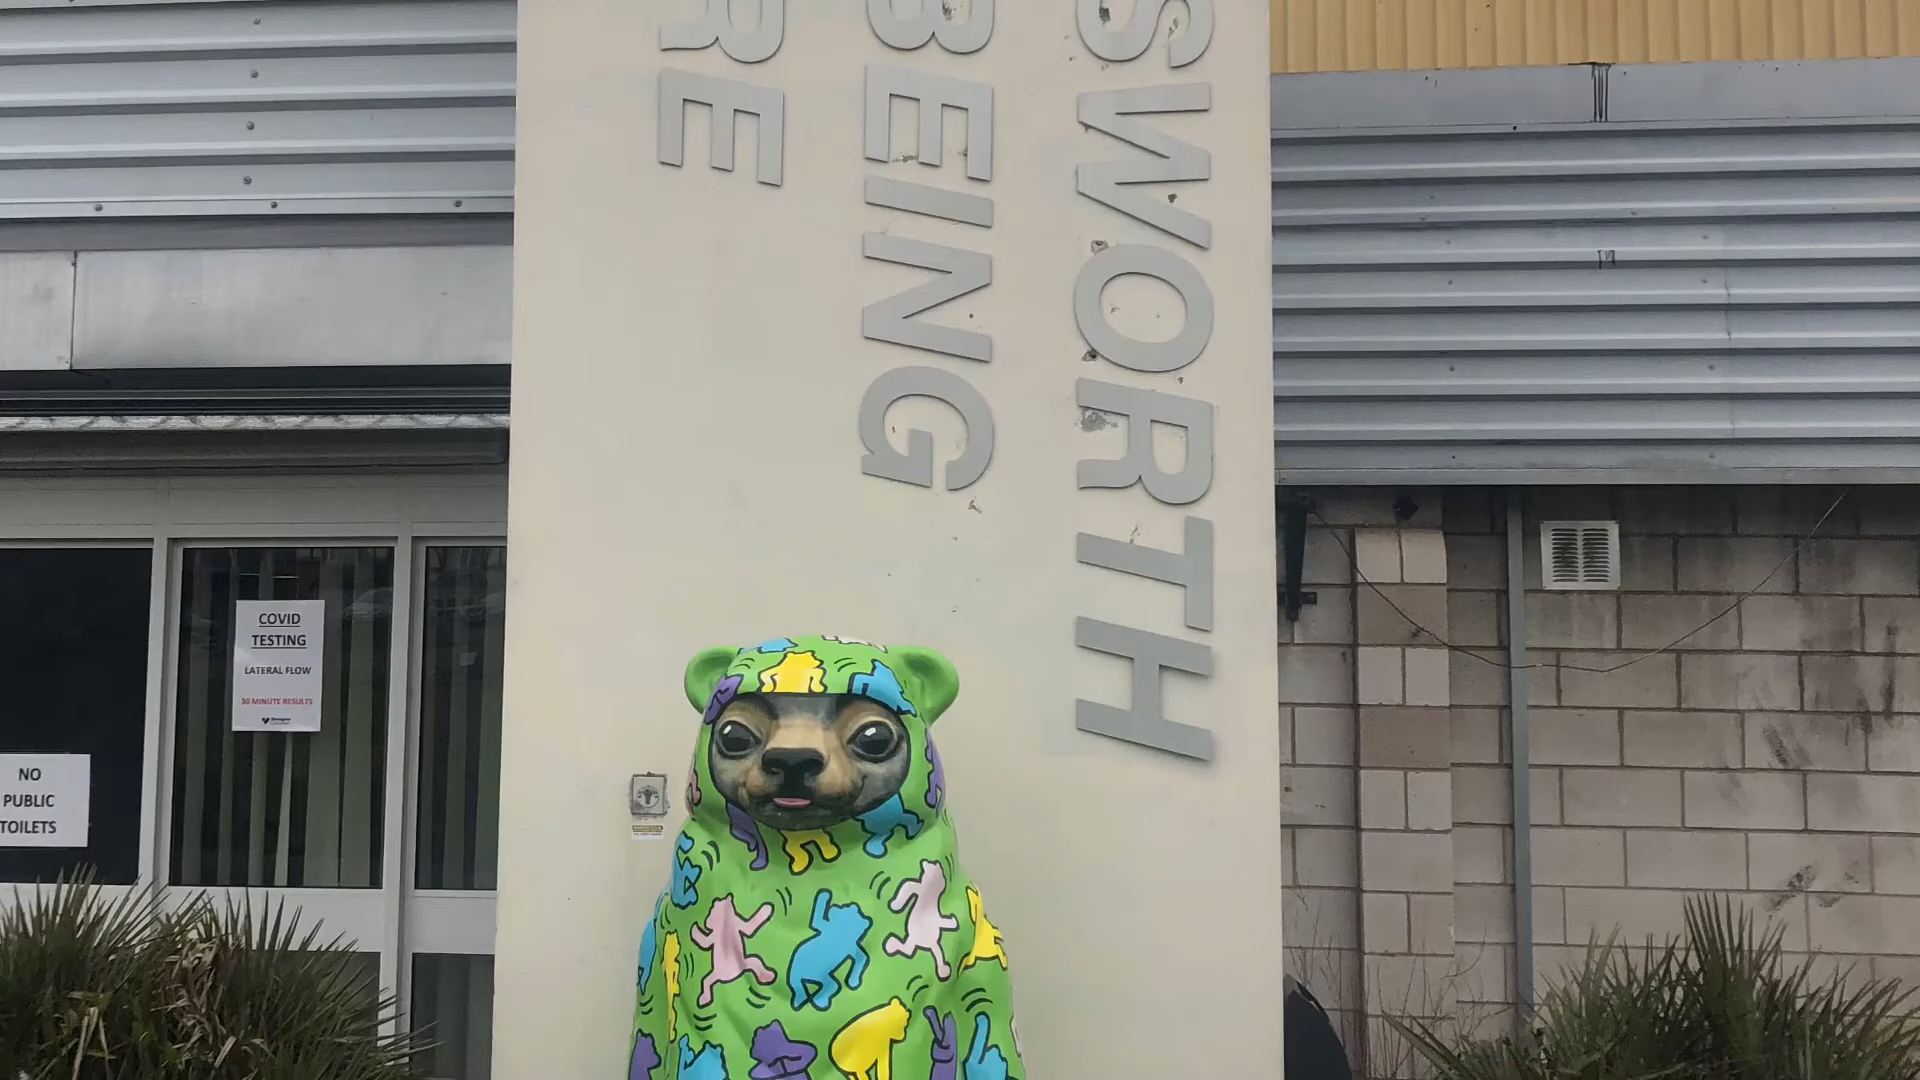 SWORTH
BEING
RE
COVID
TESTING
LATERAL FLOW
30 MINUTE RESULTS
NO
PUBLIC
TOILETS